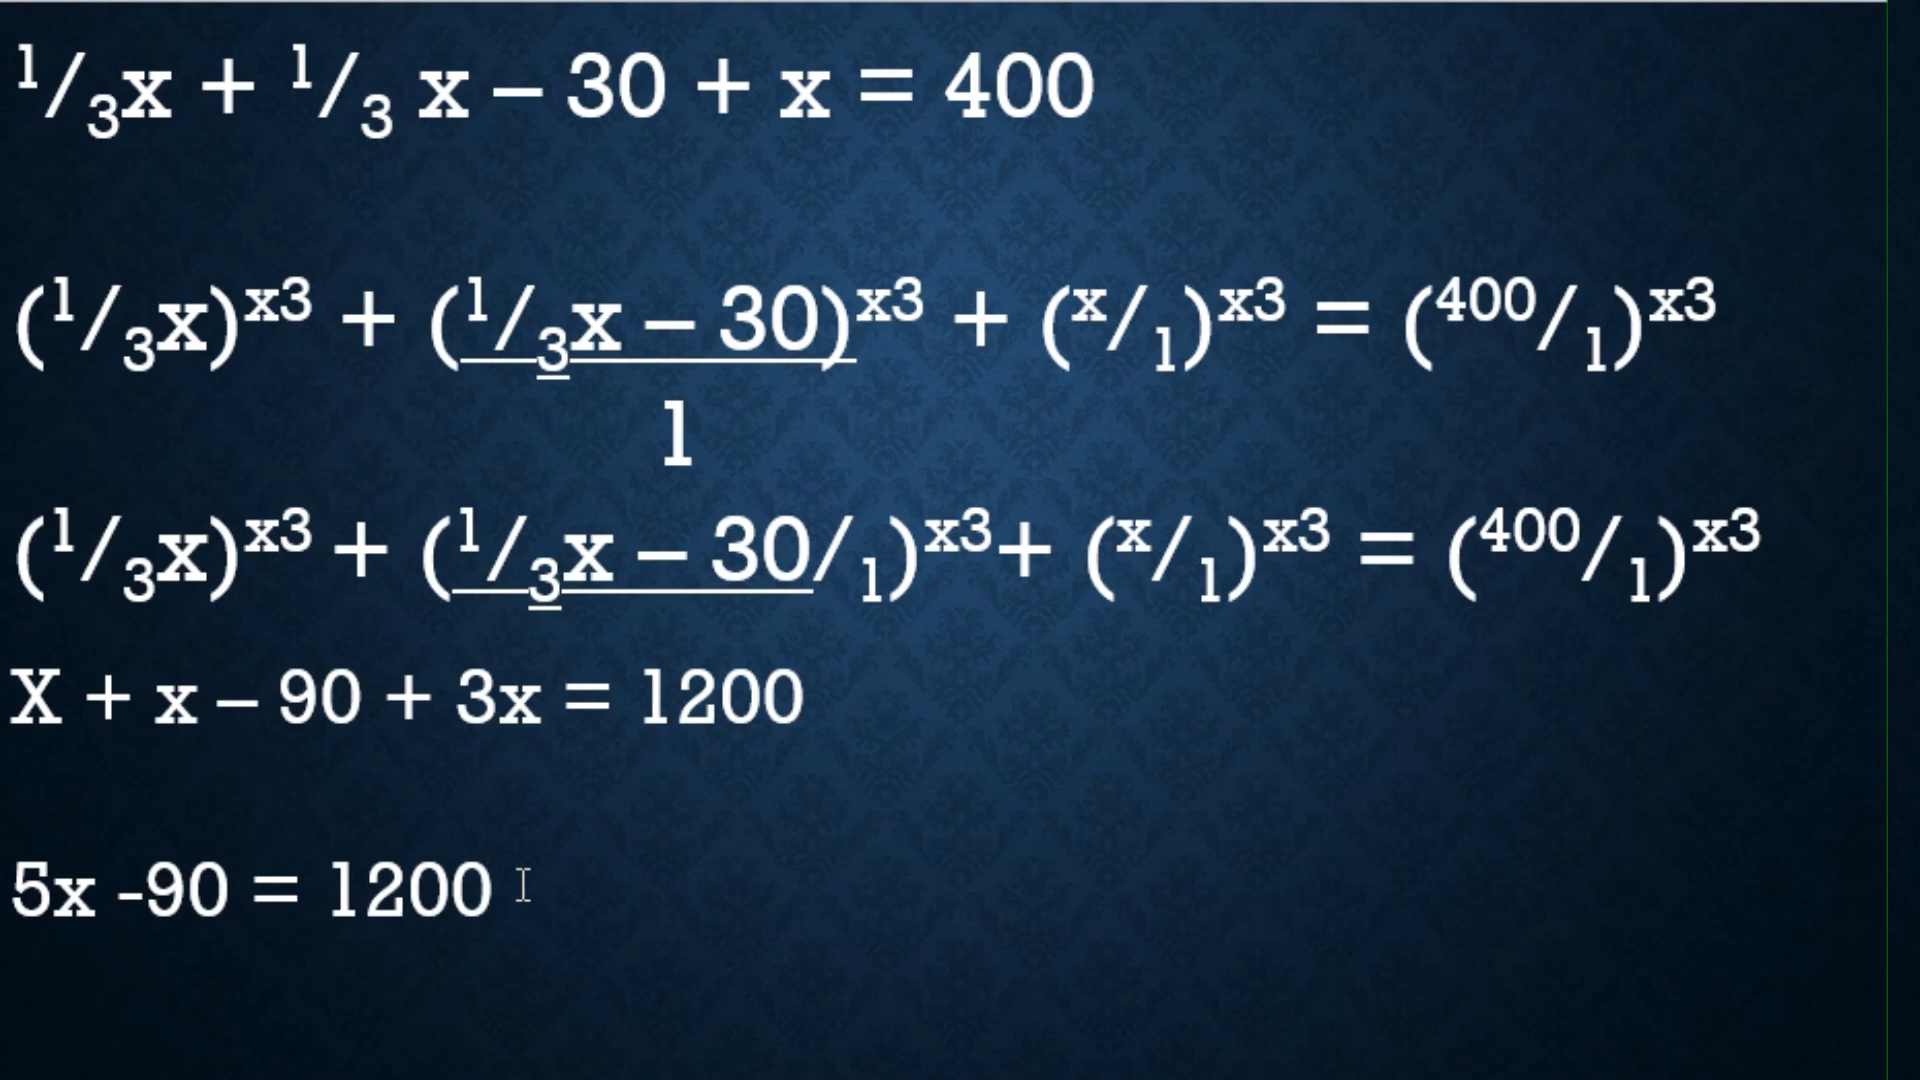 ¹/₃x + ¹/₃ x – 30 + x = 400
(¹/₃x)ˣ³ + (¹/₃x – 30)ˣ³ + (ˣ/₁)ˣ³ = (⁴⁰⁰/₁)ˣ³
1
(¹/₃x)ˣ³ + (¹/₃x – 30/₁)ˣ³+ (ˣ/₁)ˣ³ = (⁴⁰⁰/₁)ˣ³
X + x – 90 + 3x = 1200
5x -90 = 1200